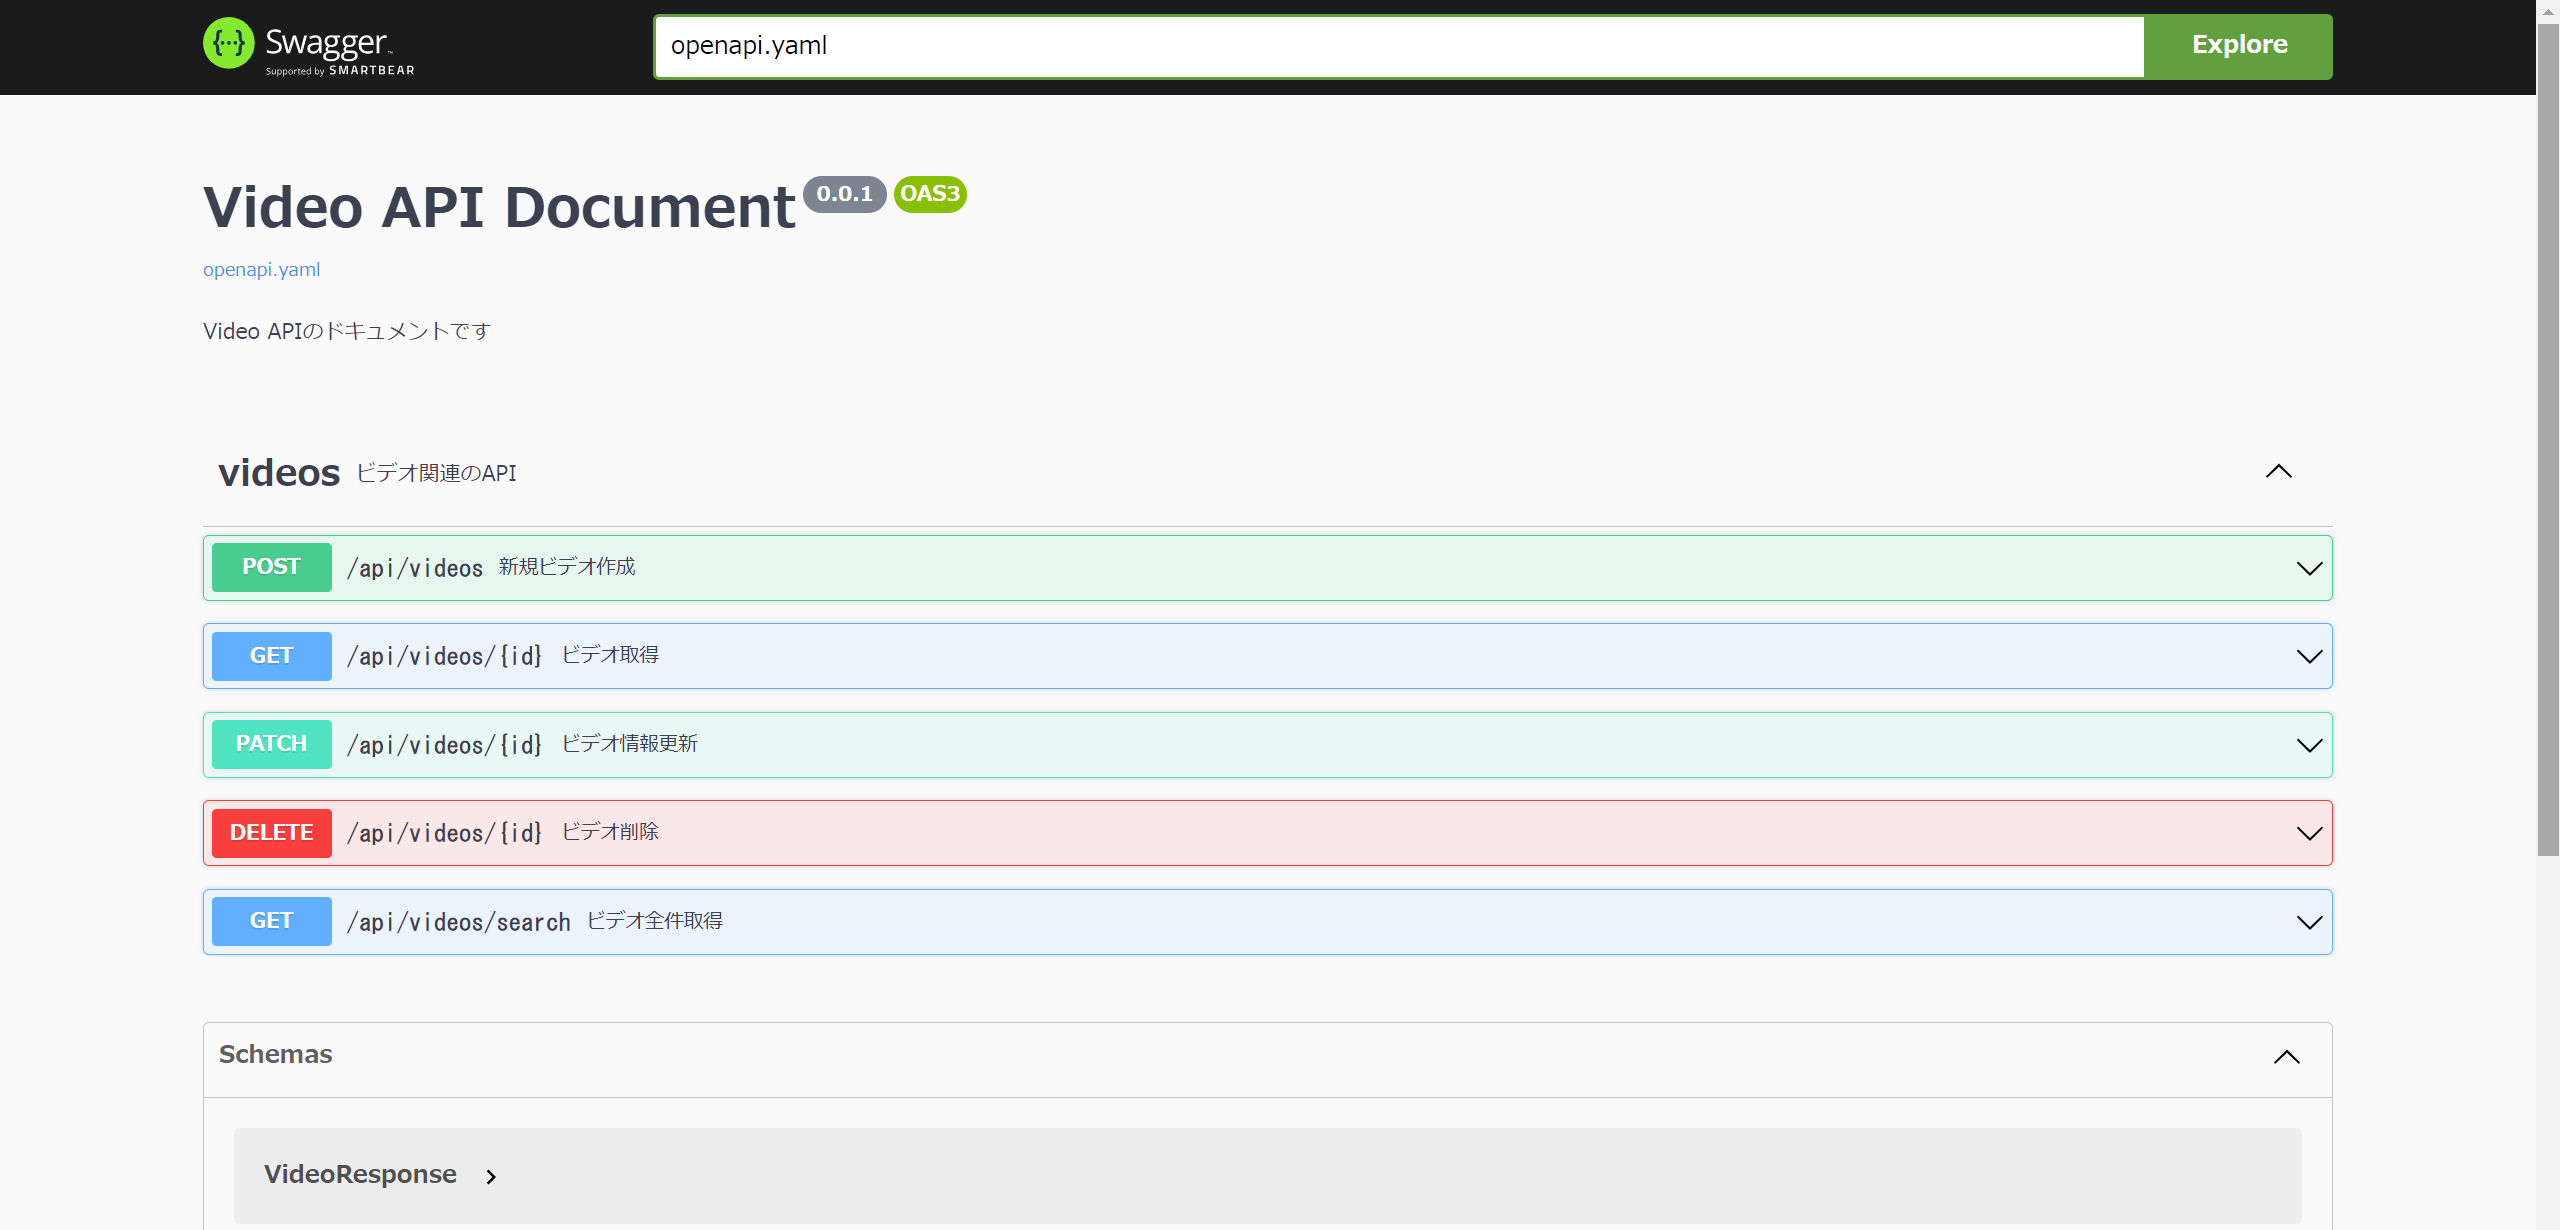 Swagger™
Supported by SMARTBEAR
openapi.yaml
Explore
Video API Document 0.0.1 OAS3
openapi.yaml
Video APIのドキュメントです
videos ビデオ関連のAPI
POST /api/videos 新規ビデオ作成
GET /api/videos/{id} ビデオ取得
PATCH /api/videos/{id} ビデオ情報更新
DELETE /api/videos/{id} ビデオ削除
GET /api/videos/search ビデオ全件取得
Schemas
VideoResponse